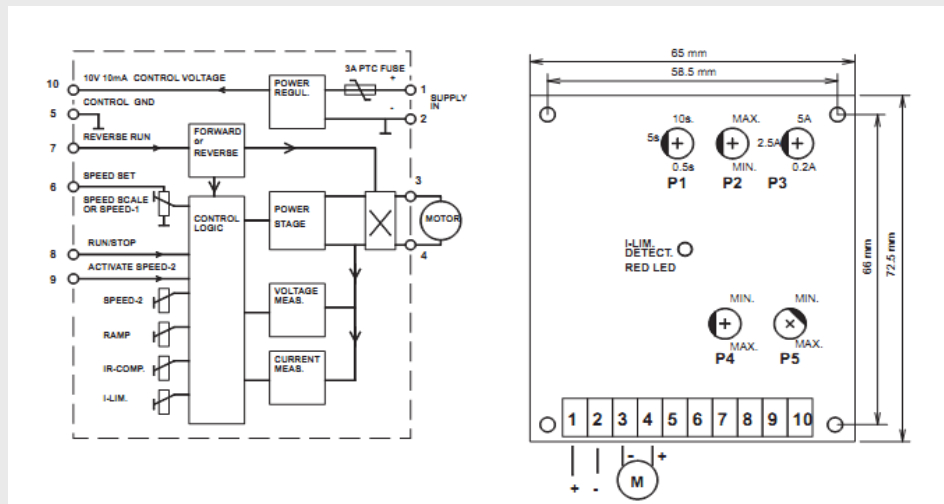 10
10V 10mA CONTROL VOLTAGE
POWER
REGUL.
3A PTC FUSE
+
1
SUPPLY
IN
-
2
5
CONTROL GND
7
REVERSE RUN
FORWARD
or
REVERSE
6
SPEED SET
SPEED SCALE
OR SPEED-1
CONTROL
LOGIC
POWER
STAGE
3
MOTOR
4
8
RUN/STOP
9
ACTIVATE SPEED-2
SPEED-2
VOLTAGE
MEAS.
RAMP
IR-COMP.
CURRENT
MEAS.
I-LIM.
65 mm
58.5 mm
10s.
5s
0.5s
P1
MAX.
MIN.
P2
5A
2.5A
0.2A
P3
I-LIM.
DETECT.
RED LED
MIN.
MAX.
P4
MIN.
MAX.
P5
66 mm
72.5 mm
1 2 3 4 5 6 7 8 9 10
- +
+ -
M